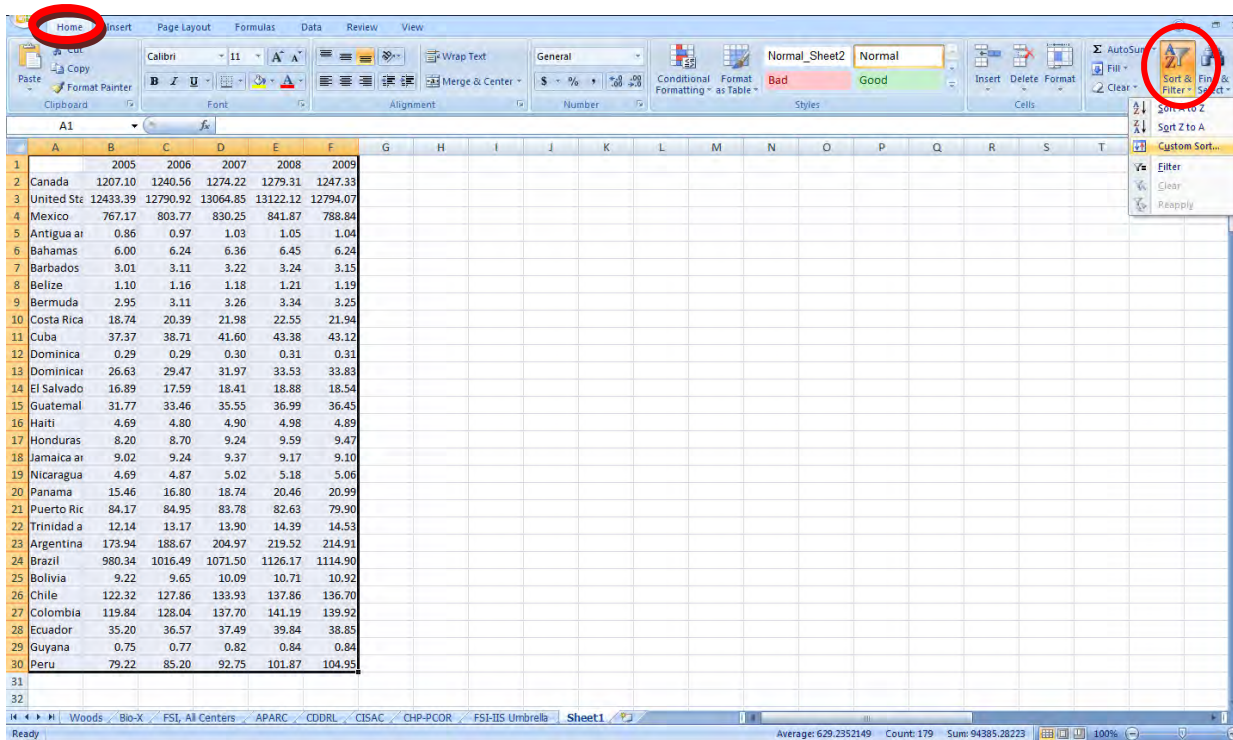 Home Insert Page Layout Formulas Data Review View
Cut
Copy
Format Painter
Paste
Calibri 11 A A
B I U
Wrap Text
Merge & Center
General
$ % , .0 .00 .00 .0
Conditional Formatting
Format as Table
Normal_Sheet2 Normal
Bad Good
Insert Delete Format
Σ AutoSum
Fill
Clear
Sort & Filter
Find & Select
Clipboard Font Alignment Number Styles Cells
Sort A to Z
Sort Z to A
Custom Sort...
Filter
Clear
Reapply
A1 fx
A B C D E F G H I J K L M N O P Q R S T
1 2005 2006 2007 2008 2009
2 Canada 1207.10 1240.56 1274.22 1279.31 1247.33
3 United Sta 12433.39 12790.92 13064.85 13122.12 12794.07
4 Mexico 767.17 803.77 830.25 841.87 788.84
5 Antigua ar 0.86 0.97 1.03 1.05 1.04
6 Bahamas 6.00 6.24 6.36 6.45 6.24
7 Barbados 3.01 3.11 3.22 3.24 3.15
8 Belize 1.10 1.16 1.18 1.21 1.19
9 Bermuda 2.95 3.11 3.26 3.34 3.25
10 Costa Rica 18.74 20.39 21.98 22.55 21.94
11 Cuba 37.37 38.71 41.60 43.38 43.12
12 Dominica 0.29 0.29 0.30 0.31 0.31
13 Dominicar 26.63 29.47 31.97 33.53 33.83
14 El Salvado 16.89 17.59 18.41 18.88 18.54
15 Guatemal 31.77 33.46 35.55 36.99 36.45
16 Haiti 4.69 4.80 4.90 4.98 4.89
17 Honduras 8.20 8.70 9.24 9.59 9.47
18 Jamaica ar 9.02 9.24 9.37 9.17 9.10
19 Nicaragua 4.69 4.87 5.02 5.18 5.06
20 Panama 15.46 16.80 18.74 20.46 20.99
21 Puerto Ric 84.17 84.95 83.78 82.63 79.90
22 Trinidad a 12.14 13.17 13.90 14.39 14.53
23 Argentina 173.94 188.67 204.97 219.52 214.91
24 Brazil 980.34 1016.49 1071.50 1126.17 1114.90
25 Bolivia 9.22 9.65 10.09 10.71 10.92
26 Chile 122.32 127.86 133.93 137.86 136.70
27 Colombia 119.84 128.04 137.70 141.19 139.92
28 Ecuador 35.20 36.57 37.49 39.84 38.85
29 Guyana 0.75 0.77 0.82 0.84 0.84
30 Peru 79.22 85.20 92.75 101.87 104.95
31
32
Woods Bio-X FSI, All Centers APARC CDDRL CISAC CHP-PCOR FSI-IIS Umbrella Sheet1
Ready Average: 629.2352149 Count: 179 Sum: 94385.28223 100%